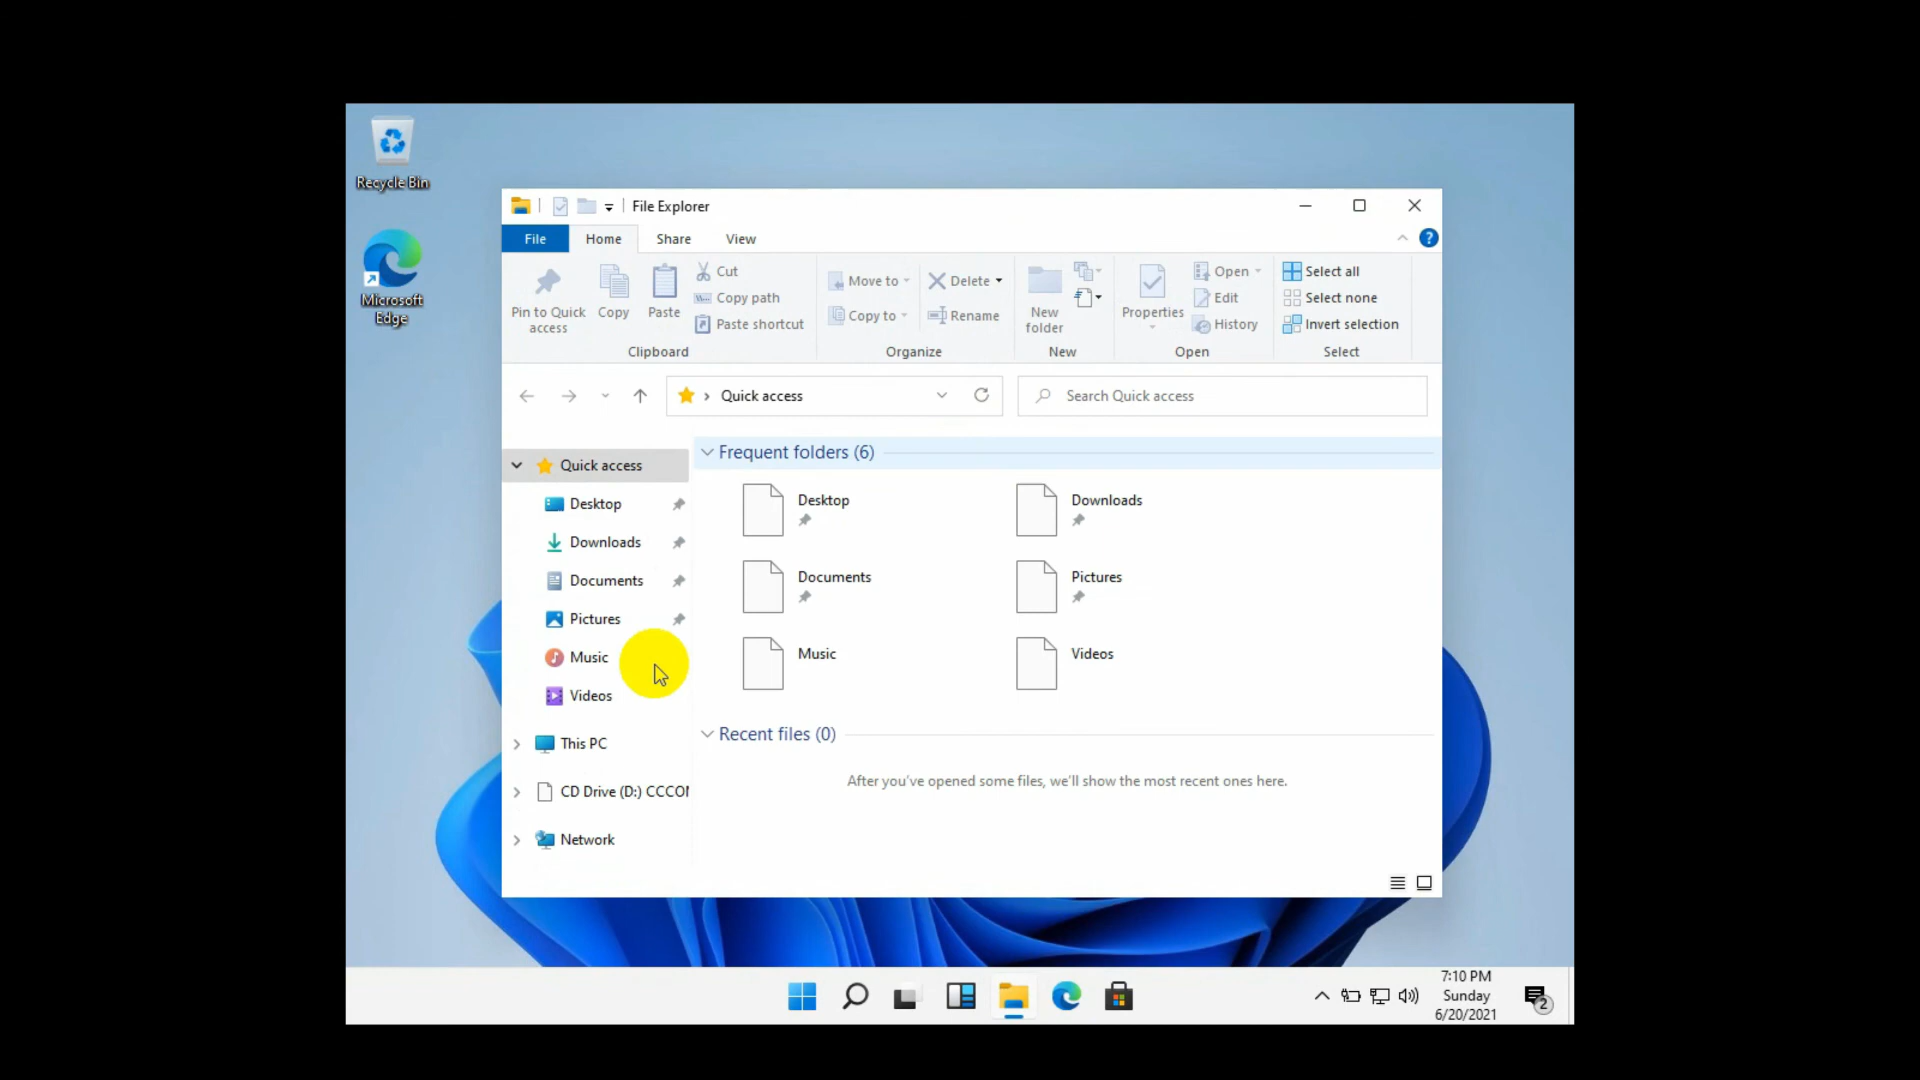 Recycle Bin
Microsoft
Edge
File Explorer
File
Home
Share
View
?
Pin to Quick
access
Copy
Paste
Cut
Copy path
Paste shortcut
Clipboard
Move to
Copy to
Delete
Rename
Organize
New
folder
New
Properties
Open
Edit
History
Open
Select all
Select none
Invert selection
Select
Quick access
Search Quick access
Quick access
Desktop
Downloads
Documents
Pictures
Music
Videos
This PC
CD Drive (D:) CCCO
Network
Frequent folders (6)
Desktop
Downloads
Documents
Pictures
Music
Videos
Recent files (0)
After you've opened some files, we'll show the most recent ones here.
7:10 PM
Sunday
6/20/2021
2